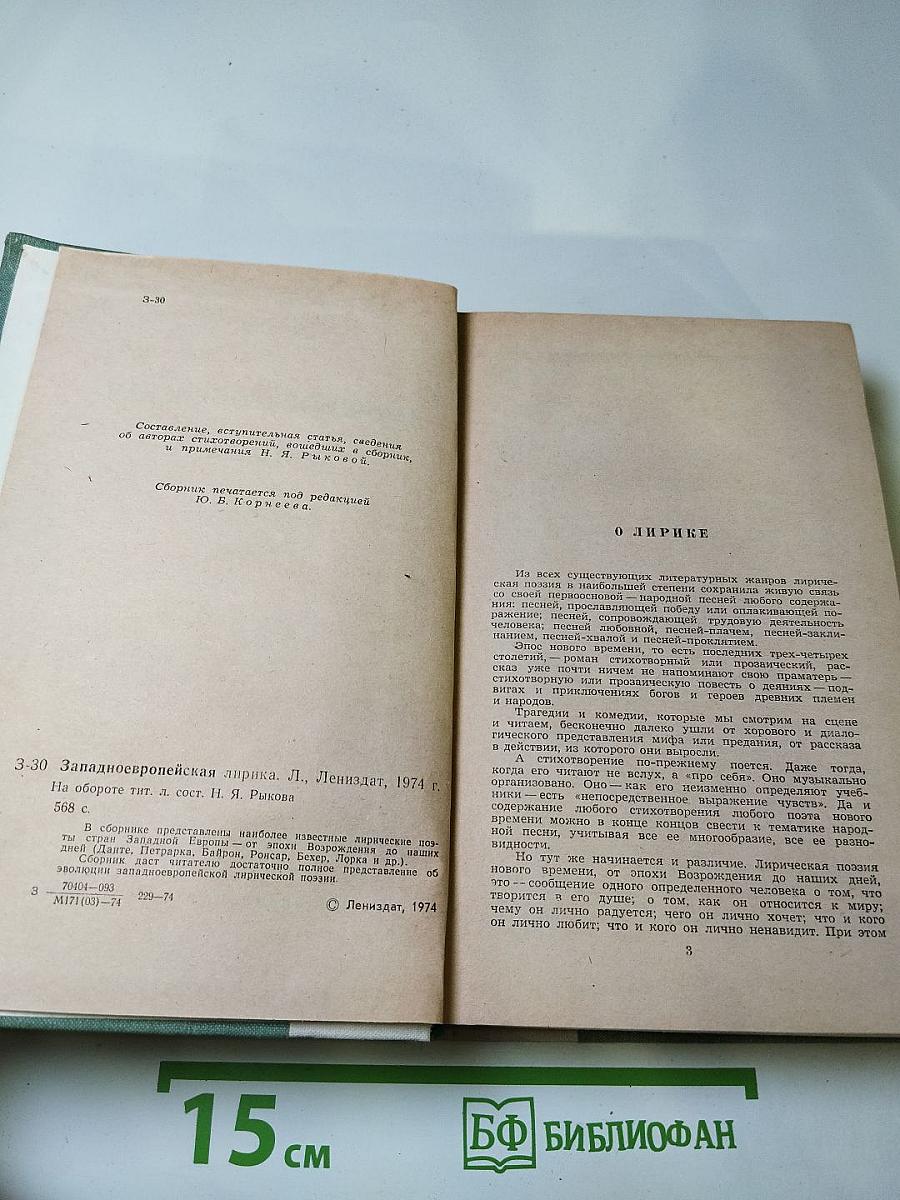 З-30
Составление, вступительная статья, сведения
об авторах стихотворений, вошедших в сборник,
и примечания Н. Я. Рыковой.
Сборник печатается под редакцией
Ю. Б. Корнеева.
З-30 Западноевропейская лирика. Л., Лениздат, 1974 г.
На обороте тит. л. сост. Н. Я. Рыкова
568 с.
В сборнике представлены наиболее известные лирические поэ-
ты стран Западной Европы — от эпохи Возрождения до наших
дней (Данте, Петрарка, Байрон, Ронсар, Бехер, Лорка и др.).
Сборник даст читателю достаточно полное представление об
эволюции западноевропейской лирической поэзии.
З 70404—093
М171(03)—74 229—74
© Лениздат, 1974
О ЛИРИКЕ
Из всех существующих литературных жанров лириче-
ская поэзия в наибольшей степени сохранила живую связь
со своей первоосновой — народной песней любого содержа-
ния: песней, прославляющей победу или оплакивающей по-
ражение; песней, сопровождающей трудовую деятельность
человека; песней любовной, песней-плачем, песней-закли-
нанием, песней-хвалой и песней-проклятием.
Эпос нового времени, то есть последних трех-четырех
столетий, — роман стихотворный или прозаический, рас-
сказ уже почти ничем не напоминают свою праматерь —
стихотворную или прозаическую повесть о деяниях — под-
вигах и приключениях богов и героев древних племен
и народов.
Трагедии и комедии, которые мы смотрим на сцене
и читаем, бесконечно далеко ушли от хорового и диало-
гического представления мифа или предания, от рассказа
в действии, из которого они выросли.
А стихотворение по-прежнему поется. Даже тогда,
когда его читают не вслух, а «про себя». Оно музыкально
организовано. Оно — как его неизменно определяют учеб-
ники — есть «непосредственное выражение чувств». Да и
содержание любого стихотворения любого поэта нового
времени можно в конце концов свести к тематике народ-
ной песни, учитывая все ее многообразие, все ее разно-
видности.
Но тут же начинается и различие. Лирическая поэзия
нового времени, от эпохи Возрождения до наших дней,
это — сообщение одного определенного человека о том, что
творится в его душе; о том, как он относится к миру;
чему он лично радуется; чего он лично хочет; что и кого
он лично любит; что и кого он лично ненавидит. При этом
3
15 см
БФ БИБЛИОФАН